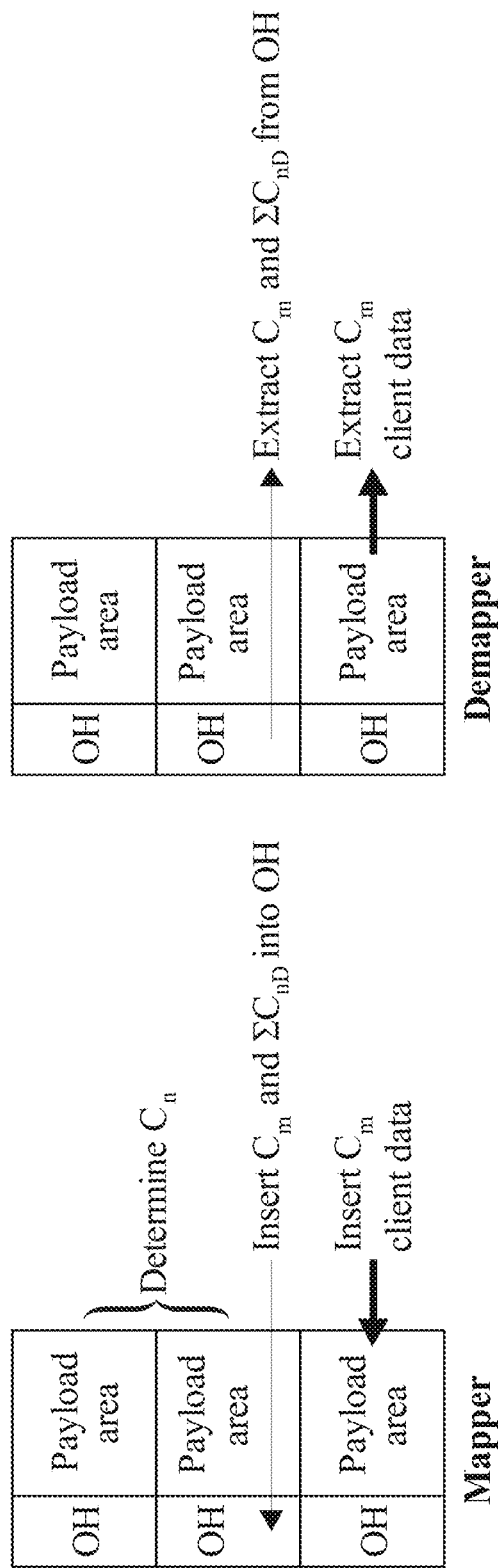 OH
Payload
area
OH
Payload
area
OH
Payload
area
Determine Cₙ
Insert Cₘ and ΣCₙD into OH
Insert Cₘ
client data
Mapper
OH
Payload
area
OH
Payload
area
OH
Payload
area
Extract Cₘ and ΣCₙD from OH
Extract Cₘ
client data
Demapper